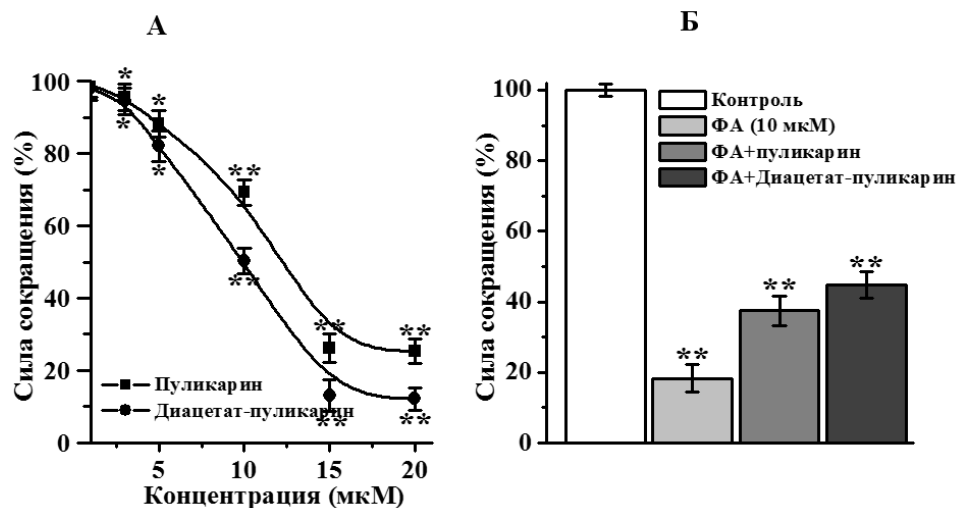 А
Сила сокращения (%)
100
80
60
40
20
0
*
*
*
*
**
**
**
**
**
**
Пуликарин
Диацетат-пуликарин
5
10
15
20
Концентрация (мкМ)
Б
Сила сокращения (%)
100
80
60
40
20
0
Контроль
ФА (10 мкМ)
ФА+пуликарин
ФА+Диацетат-пуликарин
**
**
**